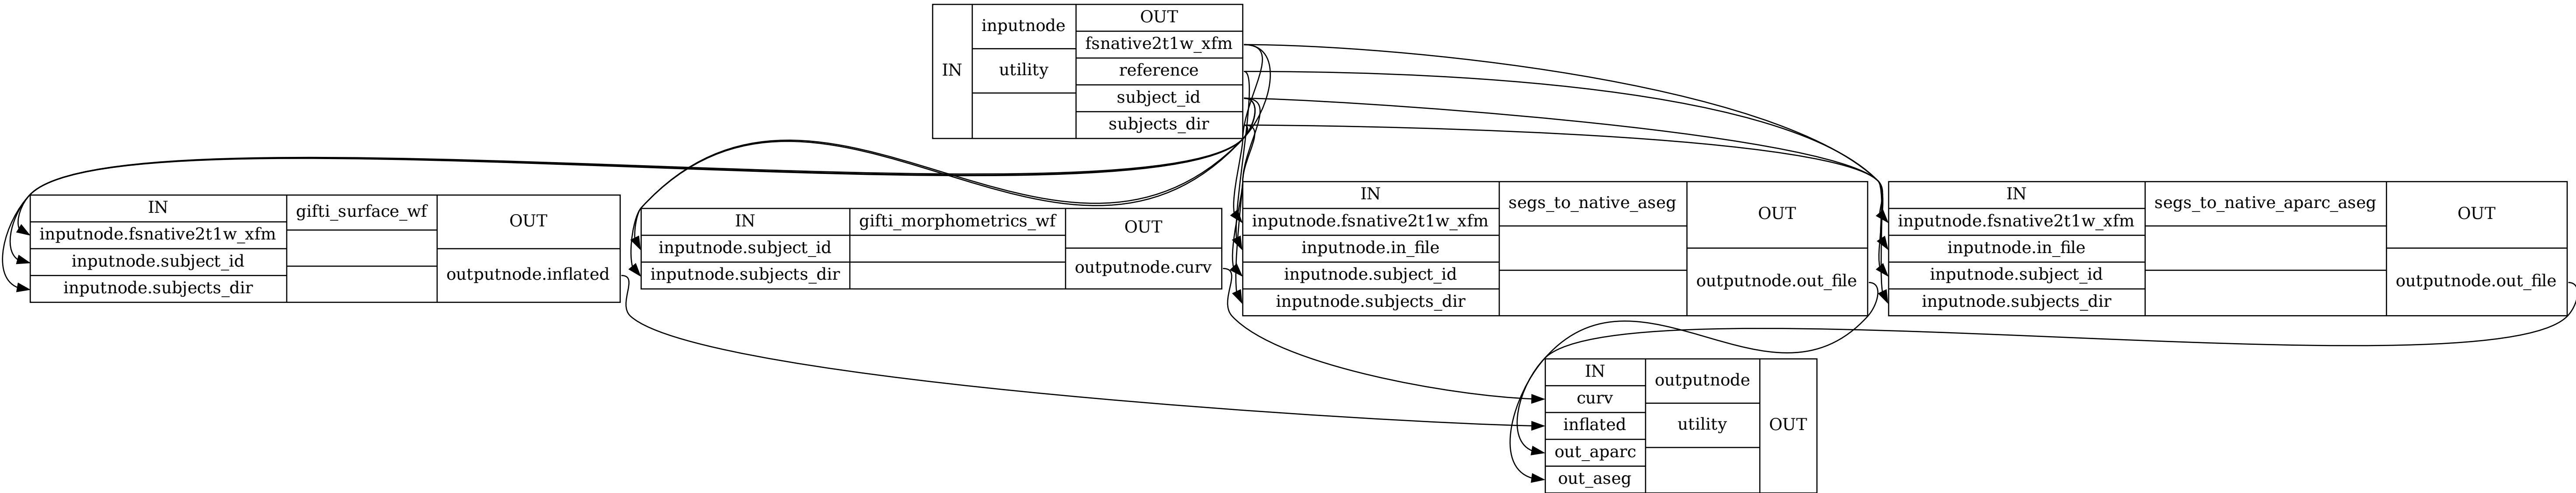 IN
inputnode
utility
OUT
fsnative2t1w_xfm
reference
subject_id
subjects_dir
IN
inputnode.fsnative2t1w_xfm
inputnode.subject_id
inputnode.subjects_dir
gifti_surface_wf
OUT
outputnode.inflated
IN
inputnode.subject_id
inputnode.subjects_dir
gifti_morphometrics_wf
OUT
outputnode.curv
IN
inputnode.fsnative2t1w_xfm
inputnode.in_file
inputnode.subject_id
inputnode.subjects_dir
segs_to_native_aseg
OUT
outputnode.out_file
IN
inputnode.fsnative2t1w_xfm
inputnode.in_file
inputnode.subject_id
inputnode.subjects_dir
segs_to_native_aparc_aseg
OUT
outputnode.out_file
IN
curv
inflated
out_aparc
out_aseg
outputnode
utility
OUT